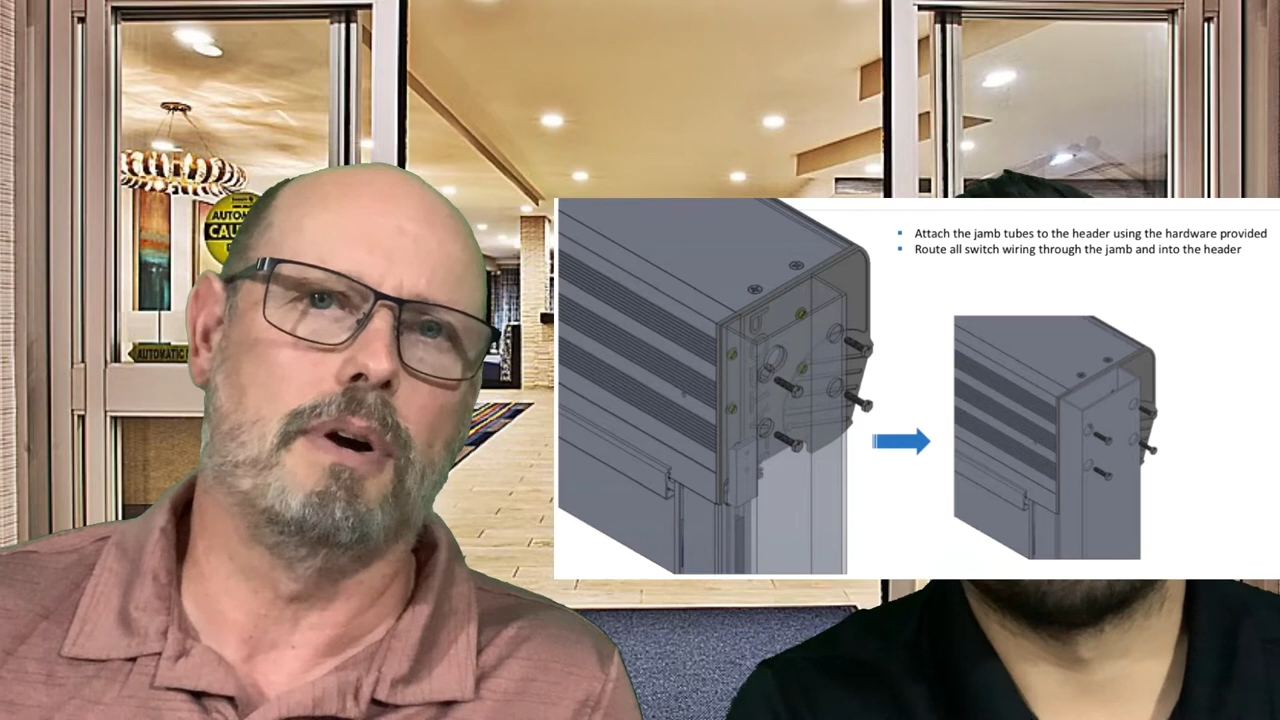 AUTOMATIC
Attach the jamb tubes to the header using the hardware provided
Route all switch wiring through the jamb and into the header